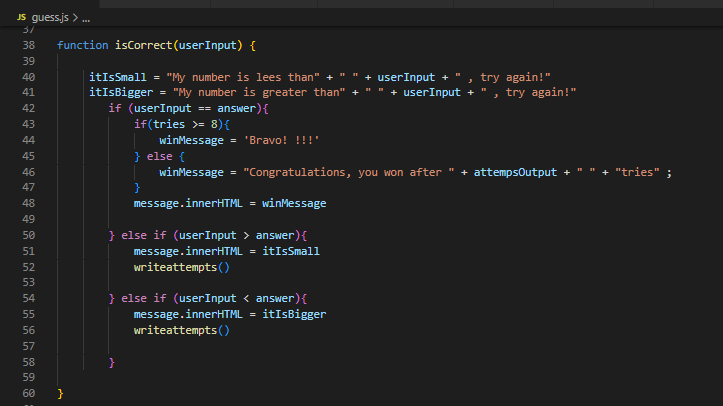 JS guess.js > ...
37
38 function isCorrect(userInput) {
39
40 itIsSmall = "My number is lees than" + " " + userInput + " , try again!"
41 itIsBigger = "My number is greater than" + " " + userInput + " , try again!"
42 if (userInput == answer){
43 if(tries >= 8){
44 winMessage = 'Bravo! !!!'
45 } else {
46 winMessage = "Congratulations, you won after " + attempsOutput + " " + "tries" ;
47 }
48 message.innerHTML = winMessage
49
50 } else if (userInput > answer){
51 message.innerHTML = itIsSmall
52 writeattempts()
53
54 } else if (userInput < answer){
55 message.innerHTML = itIsBigger
56 writeattempts()
57
58 }
59
60 }